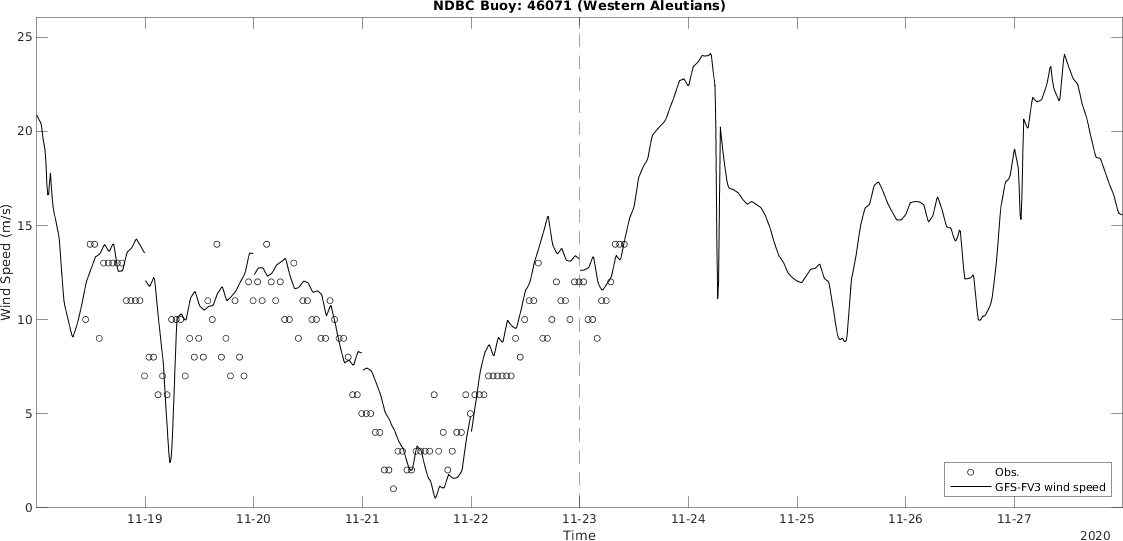 NDBC Buoy: 46071 (Western Aleutians)
25
20
15
10
5
0
Wind Speed (m/s)
Obs.
GFS-FV3 wind speed
11-19 11-20 11-21 11-22 11-23 11-24 11-25 11-26 11-27
Time
2020